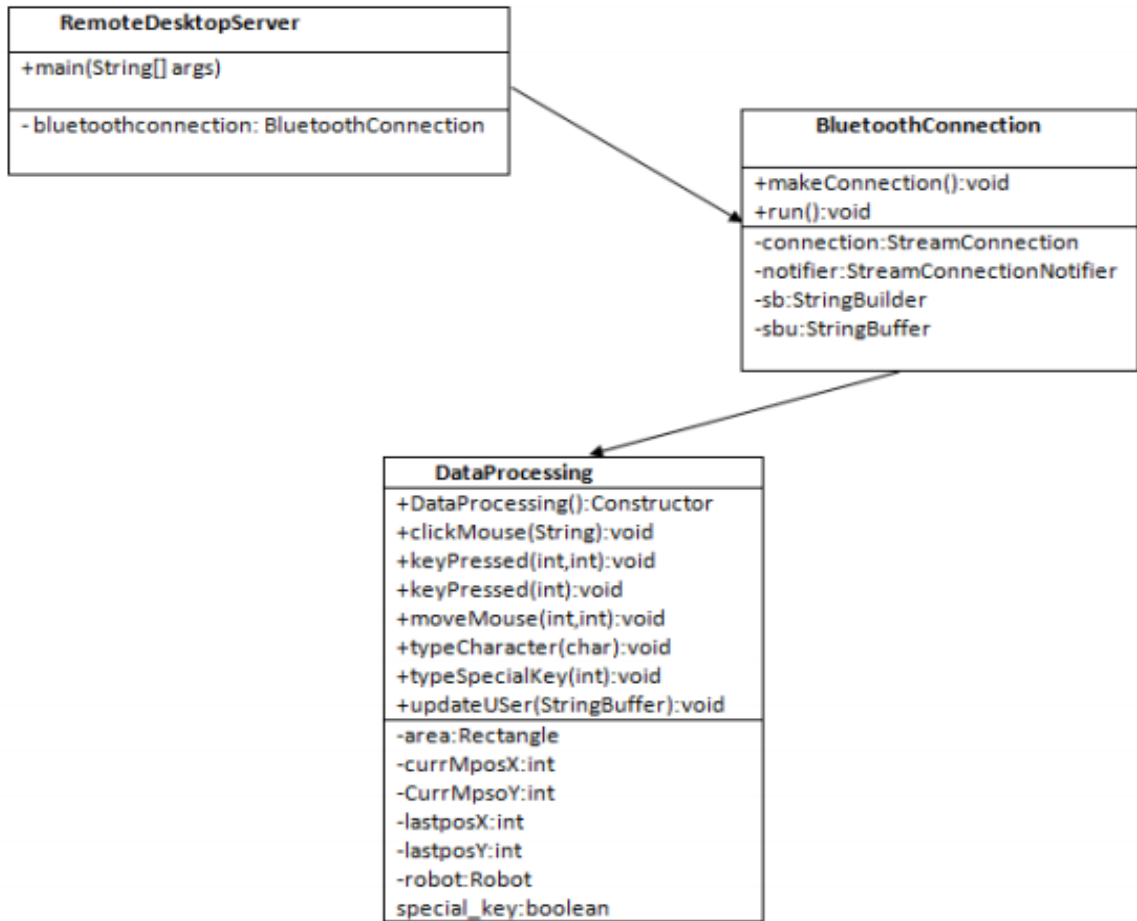 RemoteDesktopServer
+main(String[] args)
- bluetoothconnection: BluetoothConnection
BluetoothConnection
+makeConnection():void
+run():void
-connection:StreamConnection
-notifier:StreamConnectionNotifier
-sb:StringBuilder
-sbu:StringBuffer
DataProcessing
+DataProcessing():Constructor
+clickMouse(String):void
+keyPressed(int,int):void
+keyPressed(int):void
+moveMouse(int,int):void
+typeCharacter(char):void
+typeSpecialKey(int):void
+updateUSer(StringBuffer):void
-area:Rectangle
-currMposX:int
-CurrMpsoY:int
-lastposX:int
-lastposY:int
-robot:Robot
special_key:boolean